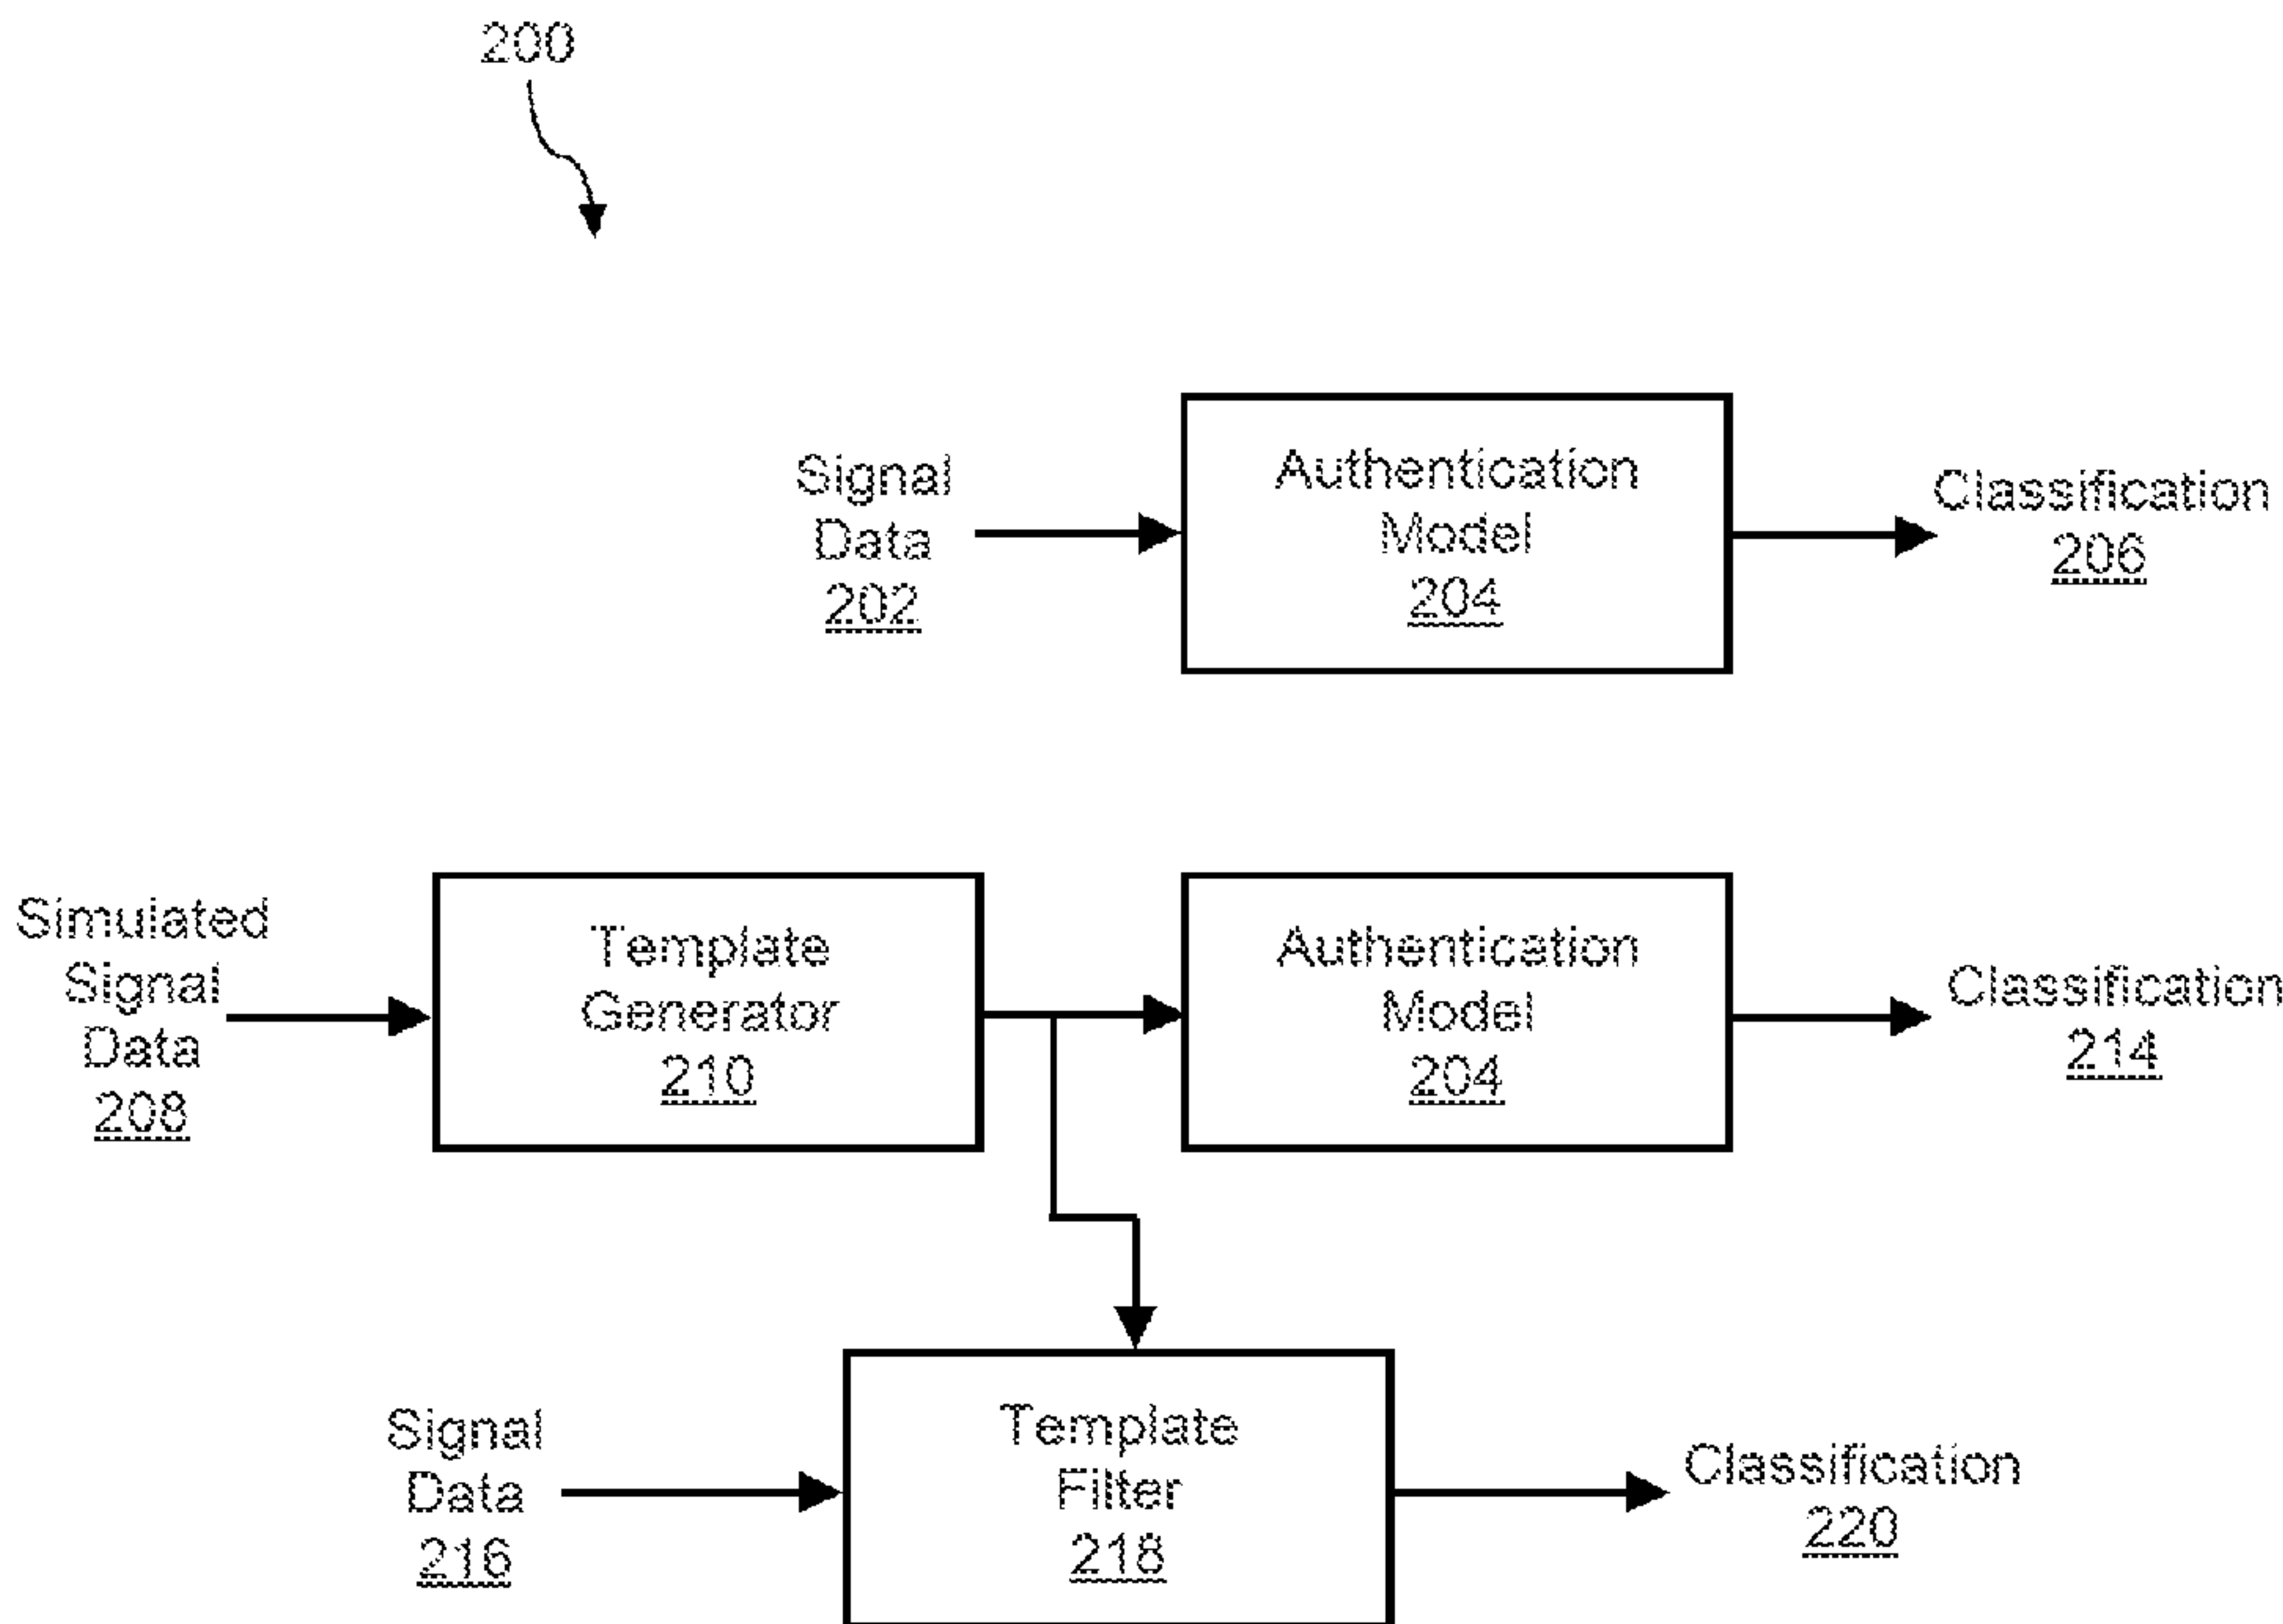 200
Signal
Data
202
Authentication
Model
204
Classification
206
Simulated
Signal
Data
208
Template
Generator
210
Authentication
Model
204
Classification
214
Signal
Data
216
Template
Filter
218
Classification
220